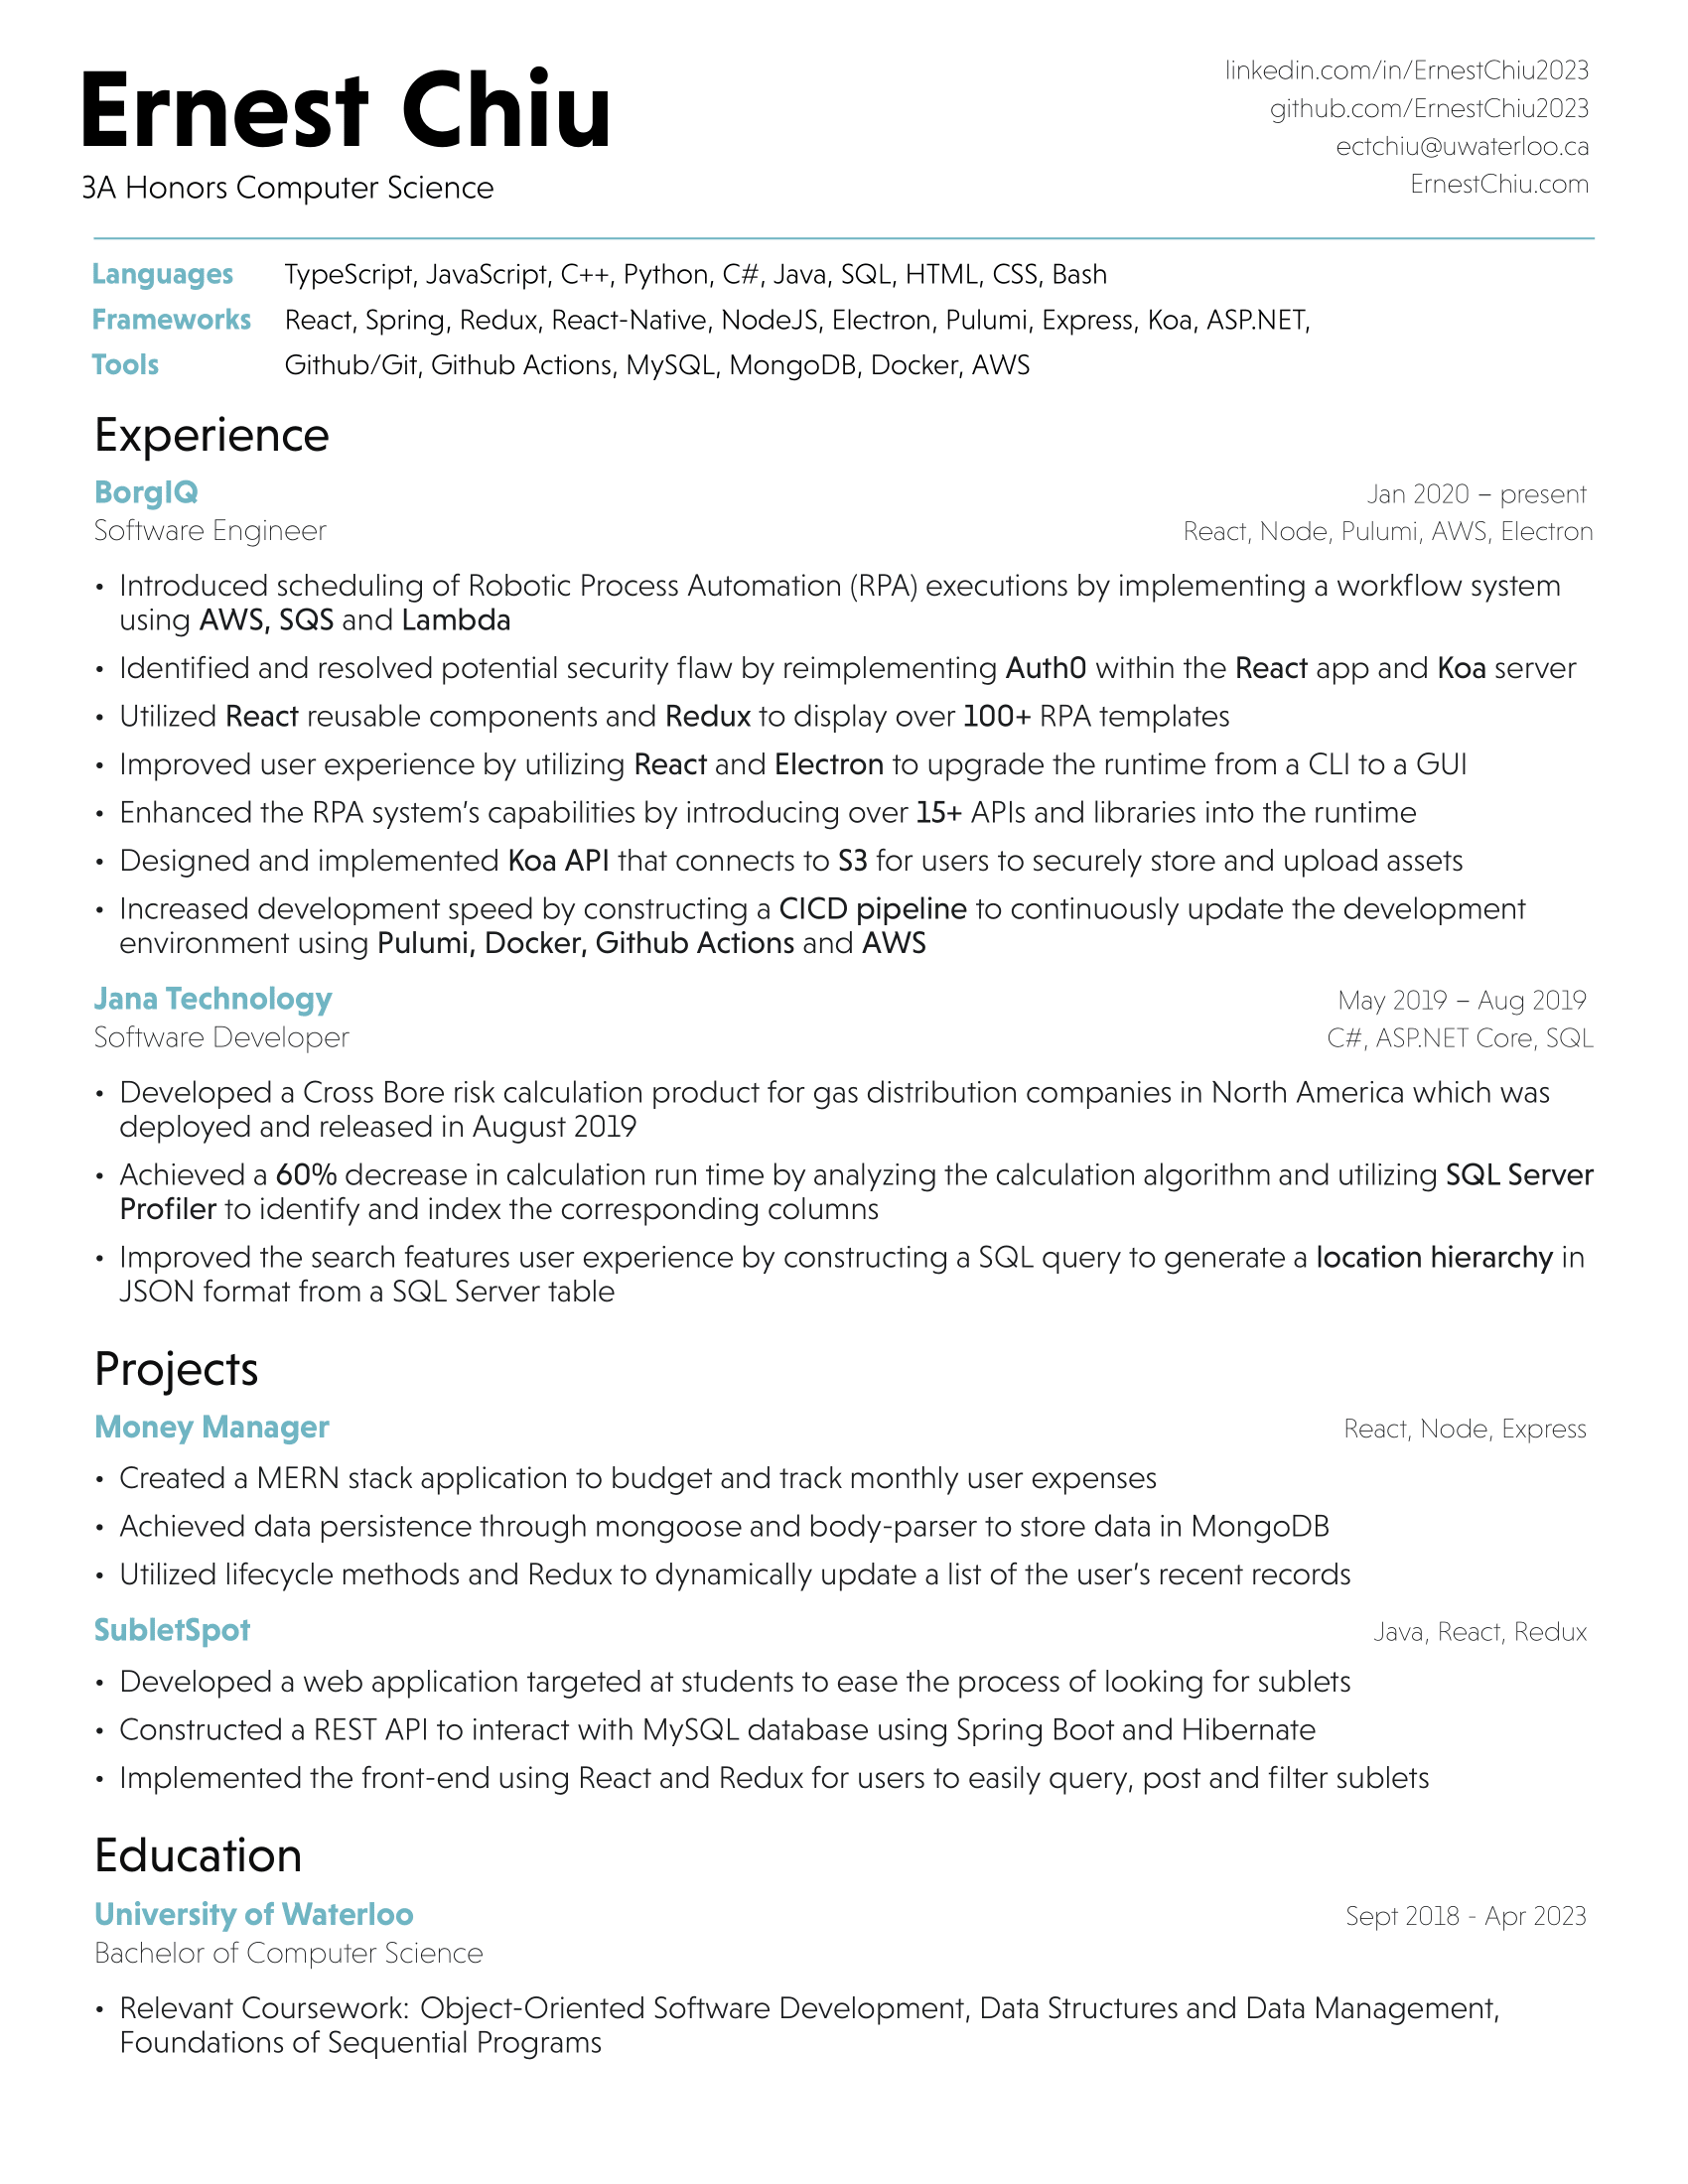 Ernest Chiu
3A Honors Computer Science
linkedin.com/in/ErnestChiu2023
github.com/ErnestChiu2023
ectchiu@uwaterloo.ca
ErnestChiu.com
Languages TypeScript, JavaScript, C++, Python, C#, Java, SQL, HTML, CSS, Bash
Frameworks React, Spring, Redux, React-Native, NodeJS, Electron, Pulumi, Express, Koa, ASP.NET,
Tools Github/Git, Github Actions, MySQL, MongoDB, Docker, AWS
Experience
BorgIQ Jan 2020 – present
Software Engineer React, Node, Pulumi, AWS, Electron
• Introduced scheduling of Robotic Process Automation (RPA) executions by implementing a workflow system
using AWS, SQS and Lambda
• Identified and resolved potential security flaw by reimplementing Auth0 within the React app and Koa server
• Utilized React reusable components and Redux to display over 100+ RPA templates
• Improved user experience by utilizing React and Electron to upgrade the runtime from a CLI to a GUI
• Enhanced the RPA system’s capabilities by introducing over 15+ APIs and libraries into the runtime
• Designed and implemented Koa API that connects to S3 for users to securely store and upload assets
• Increased development speed by constructing a CICD pipeline to continuously update the development
environment using Pulumi, Docker, Github Actions and AWS
Jana Technology May 2019 – Aug 2019
Software Developer C#, ASP.NET Core, SQL
• Developed a Cross Bore risk calculation product for gas distribution companies in North America which was
deployed and released in August 2019
• Achieved a 60% decrease in calculation run time by analyzing the calculation algorithm and utilizing SQL Server
Profiler to identify and index the corresponding columns
• Improved the search features user experience by constructing a SQL query to generate a location hierarchy in
JSON format from a SQL Server table
Projects
Money Manager React, Node, Express
• Created a MERN stack application to budget and track monthly user expenses
• Achieved data persistence through mongoose and body-parser to store data in MongoDB
• Utilized lifecycle methods and Redux to dynamically update a list of the user’s recent records
SubletSpot Java, React, Redux
• Developed a web application targeted at students to ease the process of looking for sublets
• Constructed a REST API to interact with MySQL database using Spring Boot and Hibernate
• Implemented the front-end using React and Redux for users to easily query, post and filter sublets
Education
University of Waterloo Sept 2018 - Apr 2023
Bachelor of Computer Science
• Relevant Coursework: Object-Oriented Software Development, Data Structures and Data Management,
Foundations of Sequential Programs